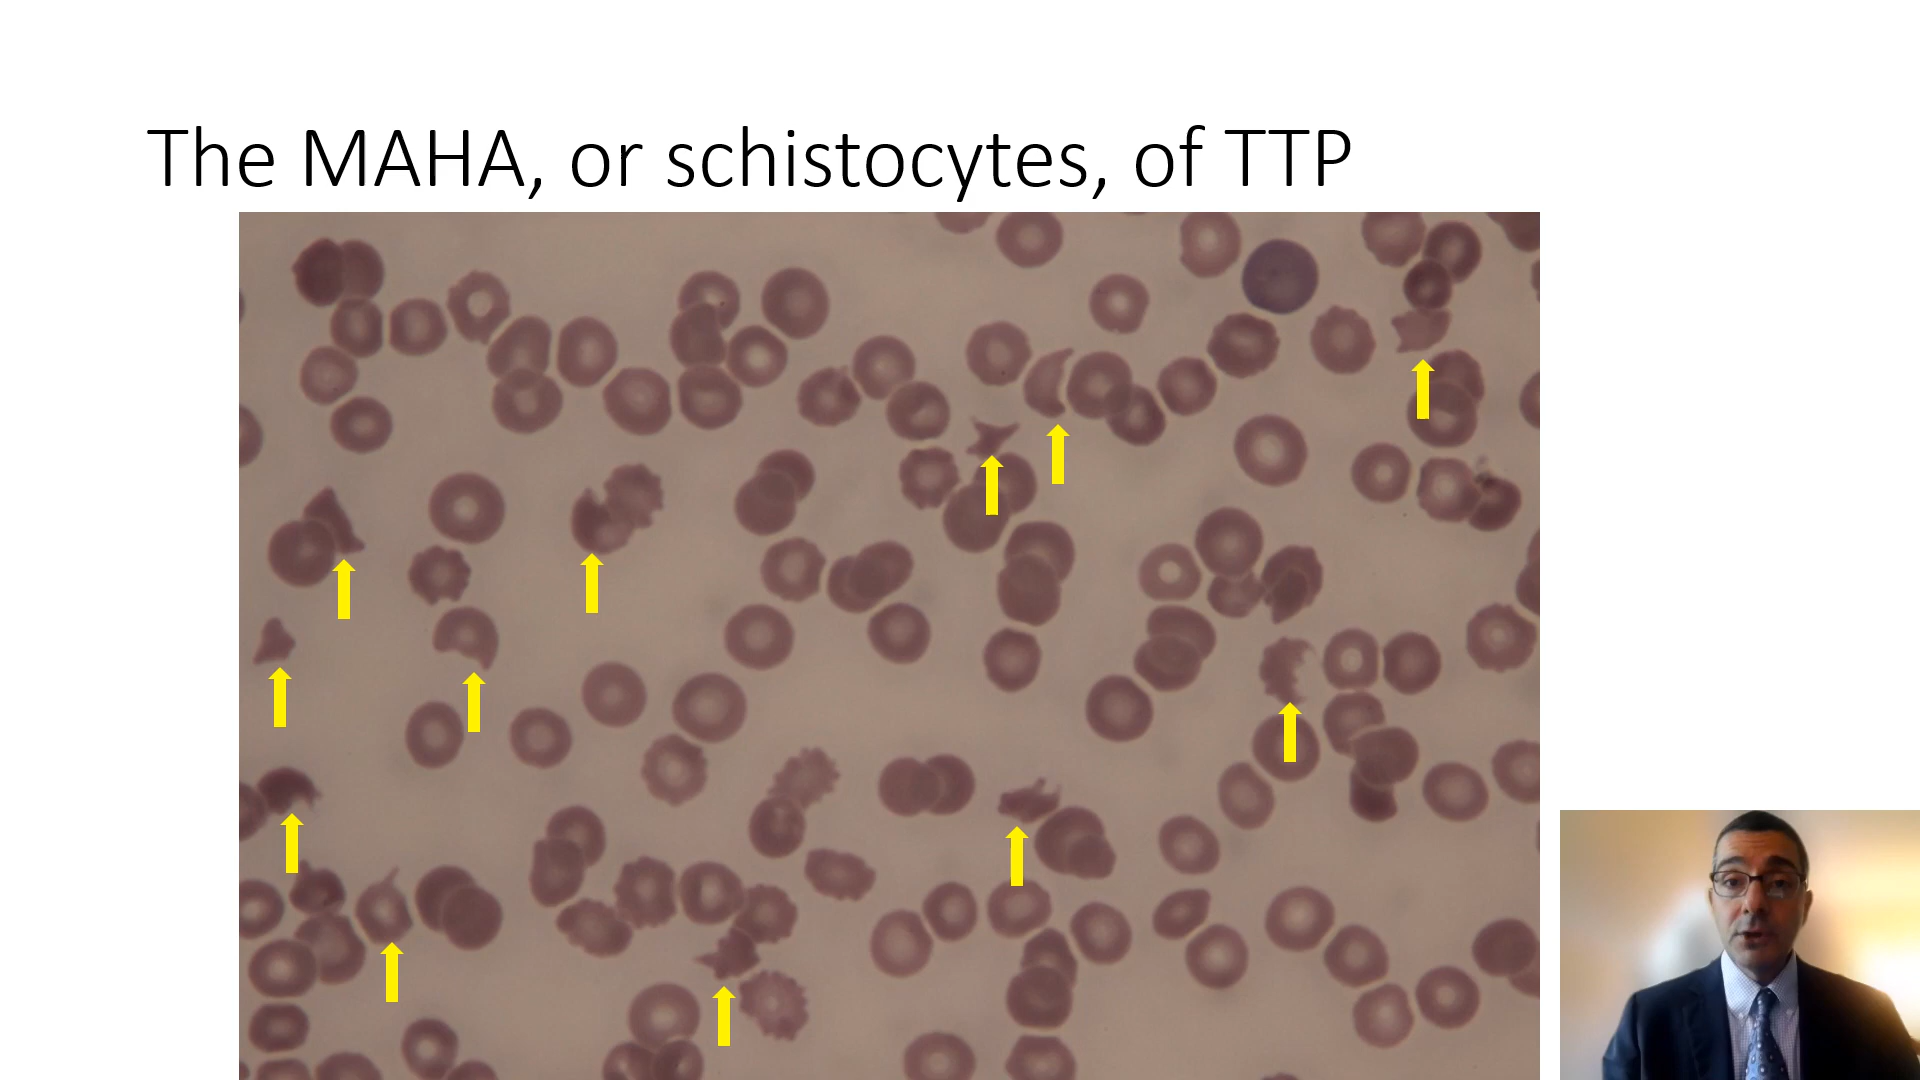 The MAHA, or schistocytes, of TTP